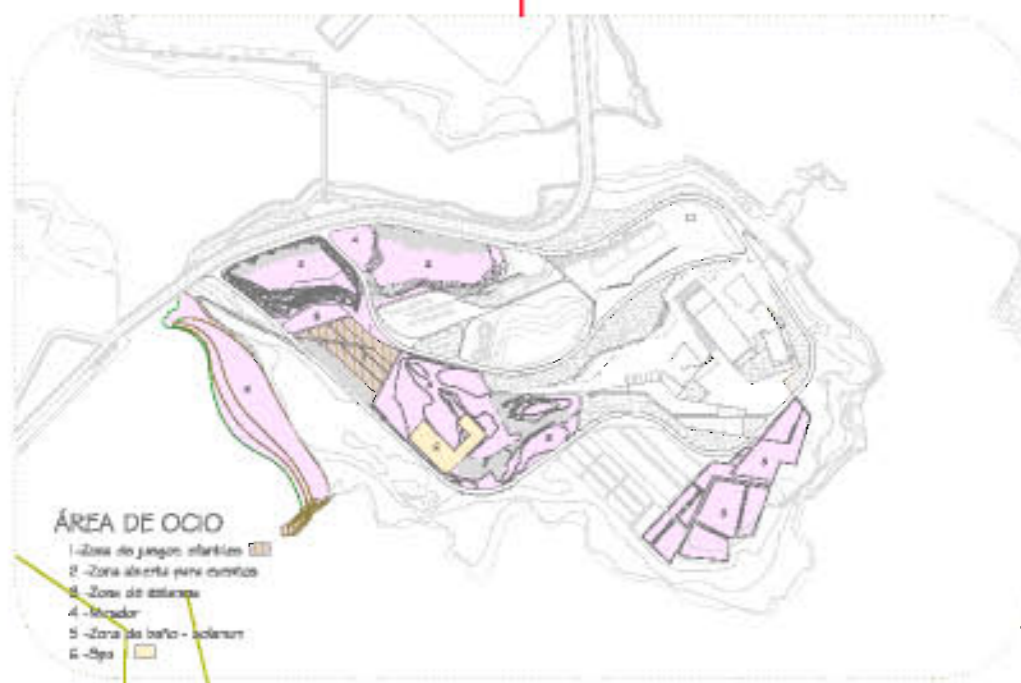 ÁREA DE OCIO
1-Zona de juegos infantiles
2-Zona abierta para eventos
3-Zona de
4-Mirador
5-Zona de baño - solarium
6-Spa